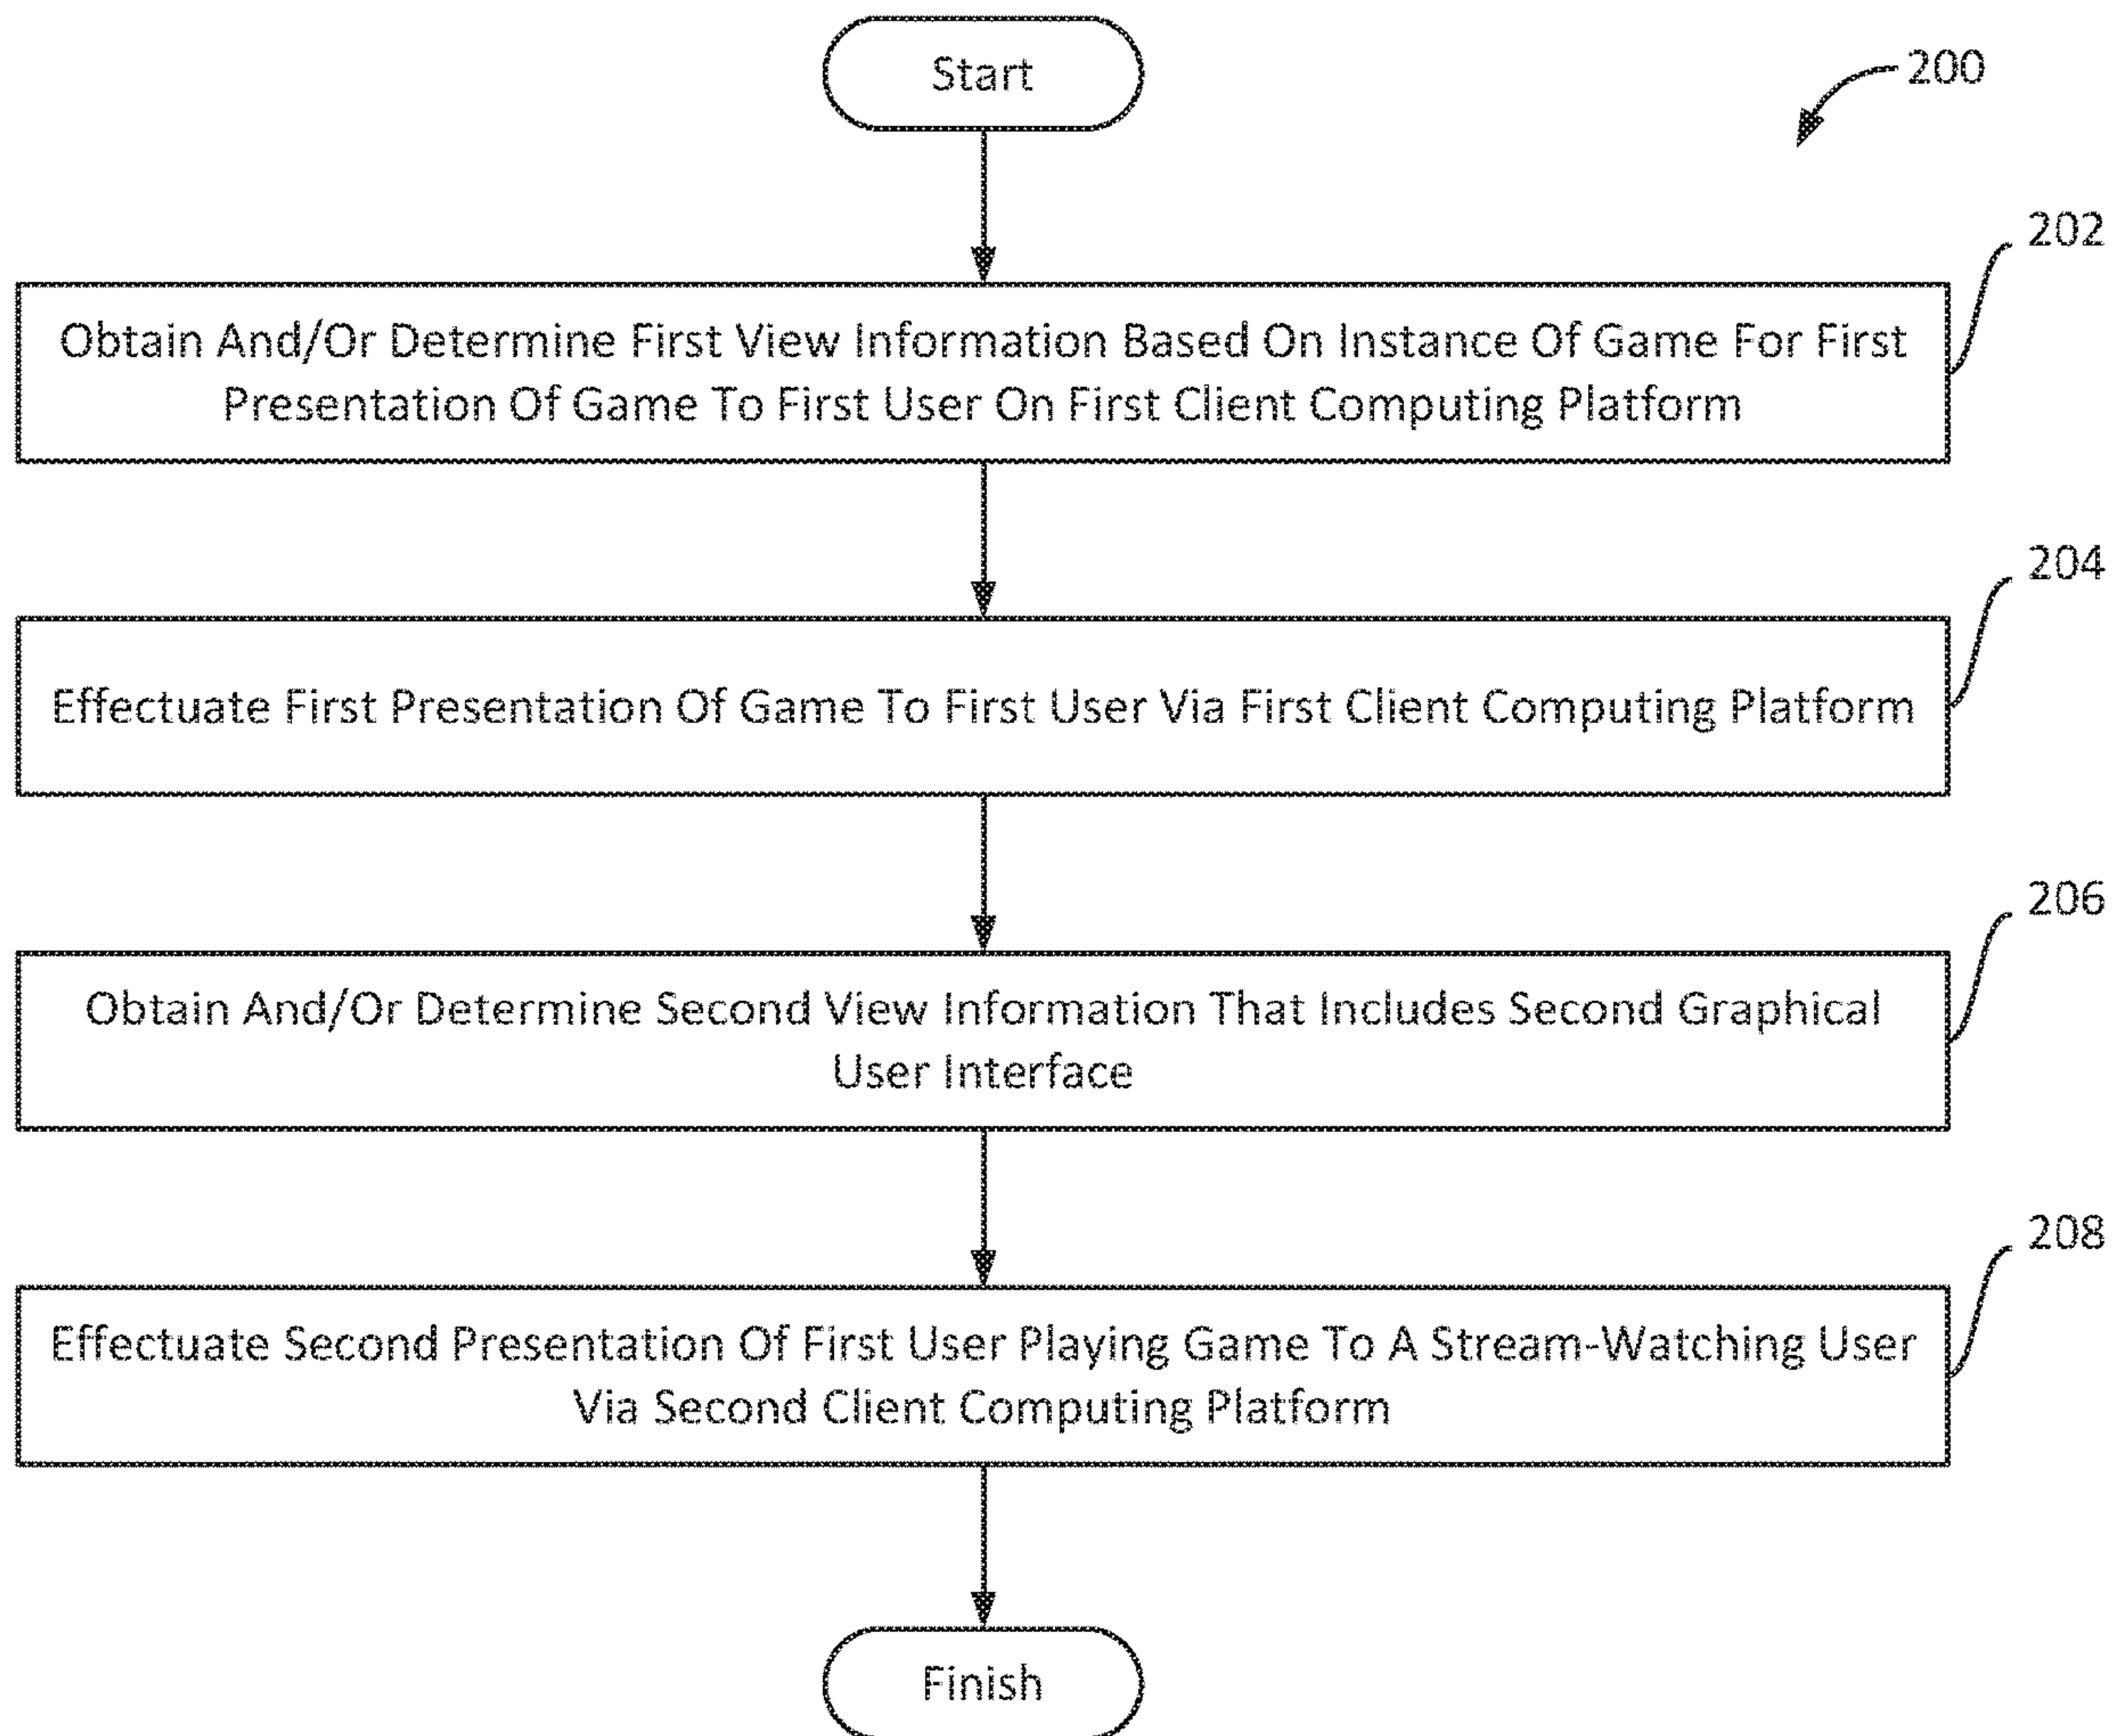 Start
200
202
Obtain And/Or Determine First View Information Based On Instance Of Game For First
Presentation Of Game To First User On First Client Computing Platform
204
Effectuate First Presentation Of Game To First User Via First Client Computing Platform
206
Obtain And/Or Determine Second View Information That Includes Second Graphical
User Interface
208
Effectuate Second Presentation Of First User Playing Game To A Stream-Watching User
Via Second Client Computing Platform
Finish